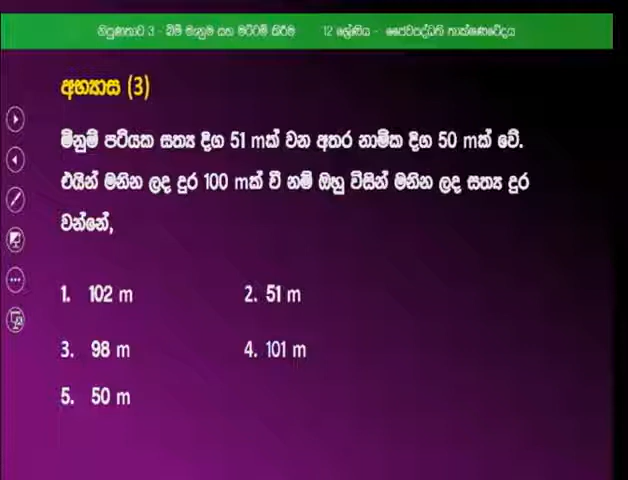 නිපුණතාව 3 - බිම් මැනුම සහ මට්ටම් කිරීම 12 ශ්‍රේණිය - ජෛවපද්ධති තාක්ෂණවේදය
අභ්‍යාස (3)
මිනුම් පටියක සත්‍ය දිග 51 mක් වන අතර නාමික දිග 50 mක් වේ.
එයින් මනින ලද දුර 100 mක් වී නම් ඔහු විසින් මනින ලද සත්‍ය දුර
වන්නේ,
1. 102 m 2. 51 m
3. 98 m 4. 101 m
5. 50 m